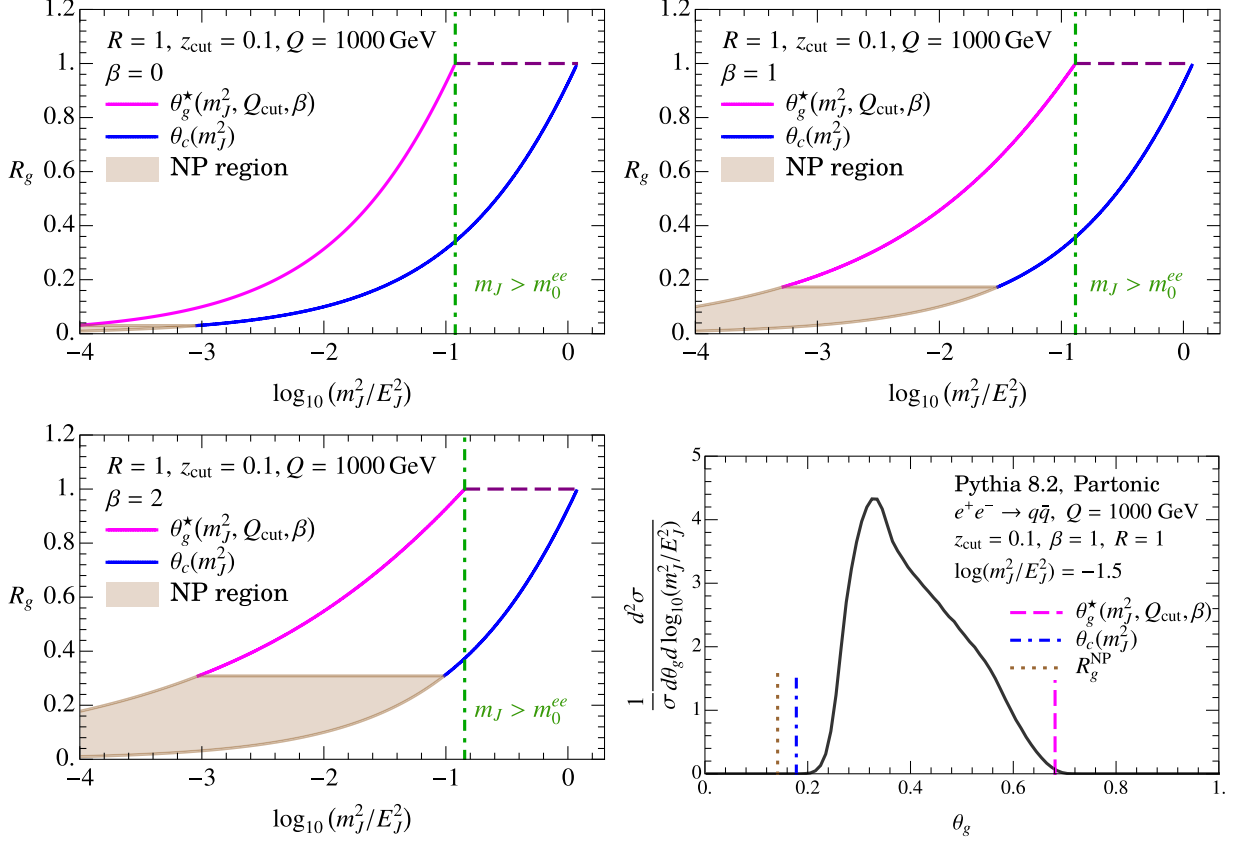 R = 1, z_cut = 0.1, Q = 1000 GeV
β = 0
θ_g^★(m_J^2, Q_cut, β)
θ_c(m_J^2)
NP region
m_J > m_0^{ee}
R_g
1.2
1.
0.8
0.6
0.4
0.2
0.
−4 −3 −2 −1 0
log_10 (m_J^2/E_J^2)
R = 1, z_cut = 0.1, Q = 1000 GeV
β = 1
θ_g^★(m_J^2, Q_cut, β)
θ_c(m_J^2)
NP region
m_J > m_0^{ee}
R_g
1.2
1.
0.8
0.6
0.4
0.2
0.
−4 −3 −2 −1 0
log_10 (m_J^2/E_J^2)
R = 1, z_cut = 0.1, Q = 1000 GeV
β = 2
θ_g^★(m_J^2, Q_cut, β)
θ_c(m_J^2)
NP region
m_J > m_0^{ee}
R_g
1.2
1.
0.8
0.6
0.4
0.2
0.
−4 −3 −2 −1 0
log_10 (m_J^2/E_J^2)
Pythia 8.2, Partonic
e^+e^− → qq̄, Q = 1000 GeV
z_cut = 0.1, β = 1, R = 1
log(m_J^2/E_J^2) = −1.5
θ_g^★(m_J^2, Q_cut, β)
θ_c(m_J^2)
R_g^{NP}
1/σ d^2σ/dθ_g d log_10(m_J^2/E_J^2)
5
4
3
2
1
0
0. 0.2 0.4 0.6 0.8 1.
θ_g